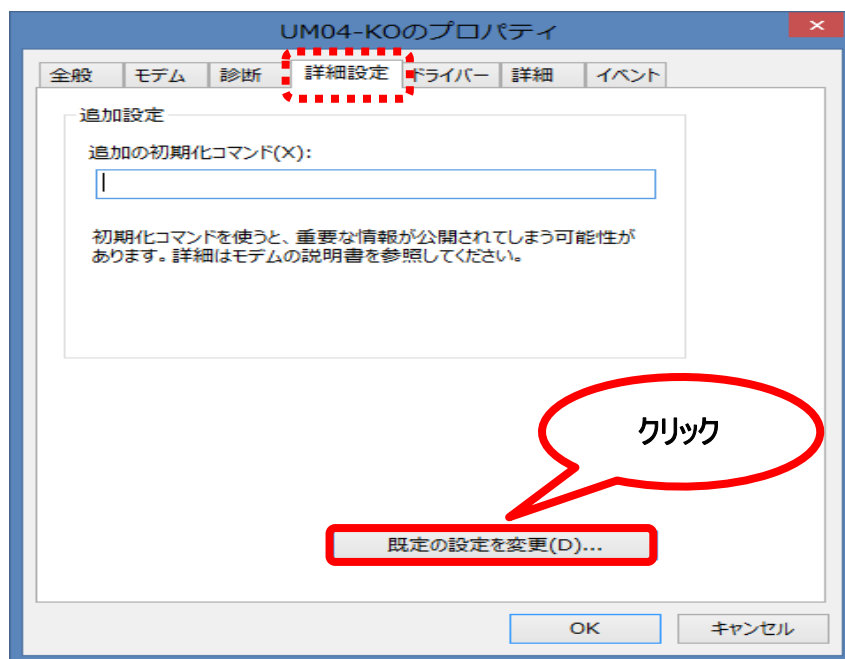 UM04-KOのプロパティ
全般 モデム 診断 詳細設定 ドライバー 詳細 イベント
追加設定
追加の初期化コマンド(X):
初期化コマンドを使うと、重要な情報が公開されてしまう可能性が
あります。詳細はモデムの説明書を参照してください。
クリック
既定の設定を変更(D)...
OK キャンセル